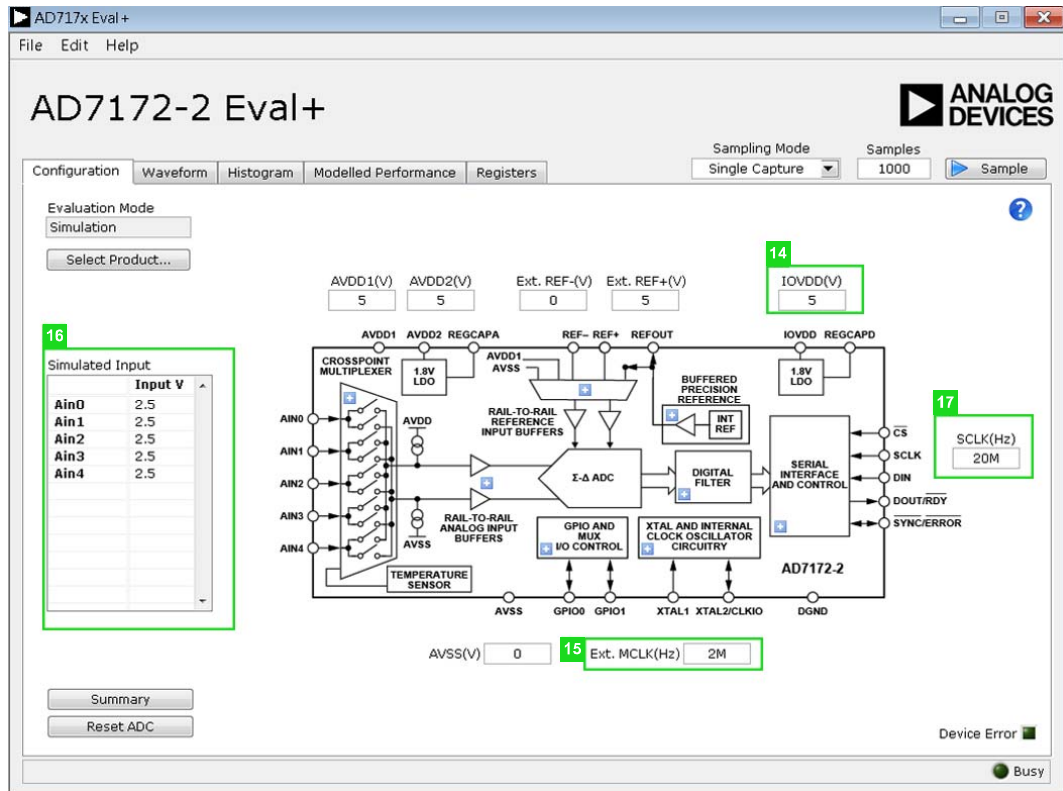 AD717x Eval+
File Edit Help
AD7172-2 Eval+
ANALOG
DEVICES
Sampling Mode
Samples
Configuration
Waveform
Histogram
Modelled Performance
Registers
Single Capture
1000
Sample
Evaluation Mode
Simulation
Select Product...
?
14
AVDD1(V)
AVDD2(V)
Ext. REF-(V)
Ext. REF+(V)
IOVDD(V)
5
5
0
5
5
16
Simulated Input
Input V
Ain0 2.5
Ain1 2.5
Ain2 2.5
Ain3 2.5
Ain4 2.5
AVDD1 AVDD2 REGCAPA
REF– REF+ REFOUT
IOVDD REGCAPD
CROSSPOINT
MULTIPLEXER
1.8V
LDO
AVDD1
AVSS
BUFFERED
PRECISION
REFERENCE
INT
REF
1.8V
LDO
RAIL-TO-RAIL
REFERENCE
INPUT BUFFERS
AIN0
AIN1
AIN2
AIN3
AIN4
AVDD
AVSS
Σ-Δ ADC
DIGITAL
FILTER
SERIAL
INTERFACE
AND CONTROL
CS
SCLK
DIN
DOUT/RDY
SYNC/ERROR
17
SCLK(Hz)
20M
RAIL-TO-RAIL
ANALOG INPUT
BUFFERS
GPIO AND
MUX
I/O CONTROL
XTAL AND INTERNAL
CLOCK OSCILLATOR
CIRCUITRY
TEMPERATURE
SENSOR
AD7172-2
AVSS
GPIO0 GPIO1
XTAL1 XTAL2/CLKIO
DGND
AVSS(V) 0
15
Ext. MCLK(Hz) 2M
Summary
Reset ADC
Device Error
Busy